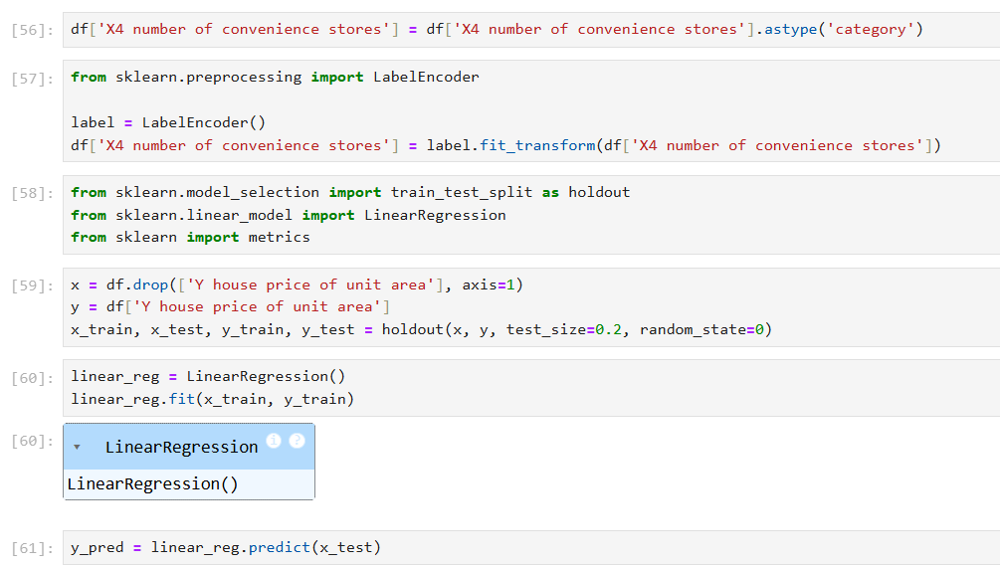 [56]: df['X4 number of convenience stores'] = df['X4 number of convenience stores'].astype('category')
[57]: from sklearn.preprocessing import LabelEncoder
label = LabelEncoder()
df['X4 number of convenience stores'] = label.fit_transform(df['X4 number of convenience stores'])
[58]: from sklearn.model_selection import train_test_split as holdout
from sklearn.linear_model import LinearRegression
from sklearn import metrics
[59]: x = df.drop(['Y house price of unit area'], axis=1)
y = df['Y house price of unit area']
x_train, x_test, y_train, y_test = holdout(x, y, test_size=0.2, random_state=0)
[60]: linear_reg = LinearRegression()
linear_reg.fit(x_train, y_train)
[60]: ▾ LinearRegression i ?
LinearRegression()
[61]: y_pred = linear_reg.predict(x_test)